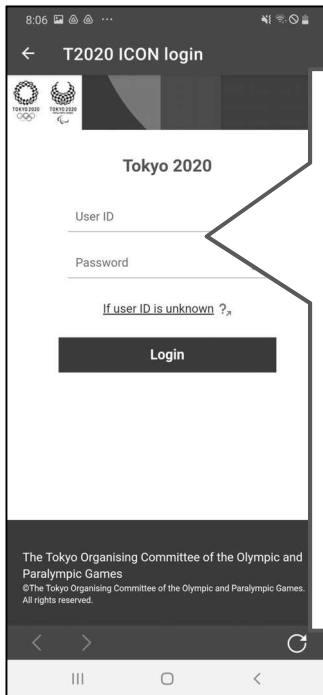 8:06
T2020 ICON login
TOKYO 2020
TOKYO 2020
Tokyo 2020
User ID
Password
If user ID is unknown ?
Login
The Tokyo Organising Committee of the Olympic and
Paralympic Games
©The Tokyo Organising Committee of the Olympic and Paralympic Games.
All rights reserved.